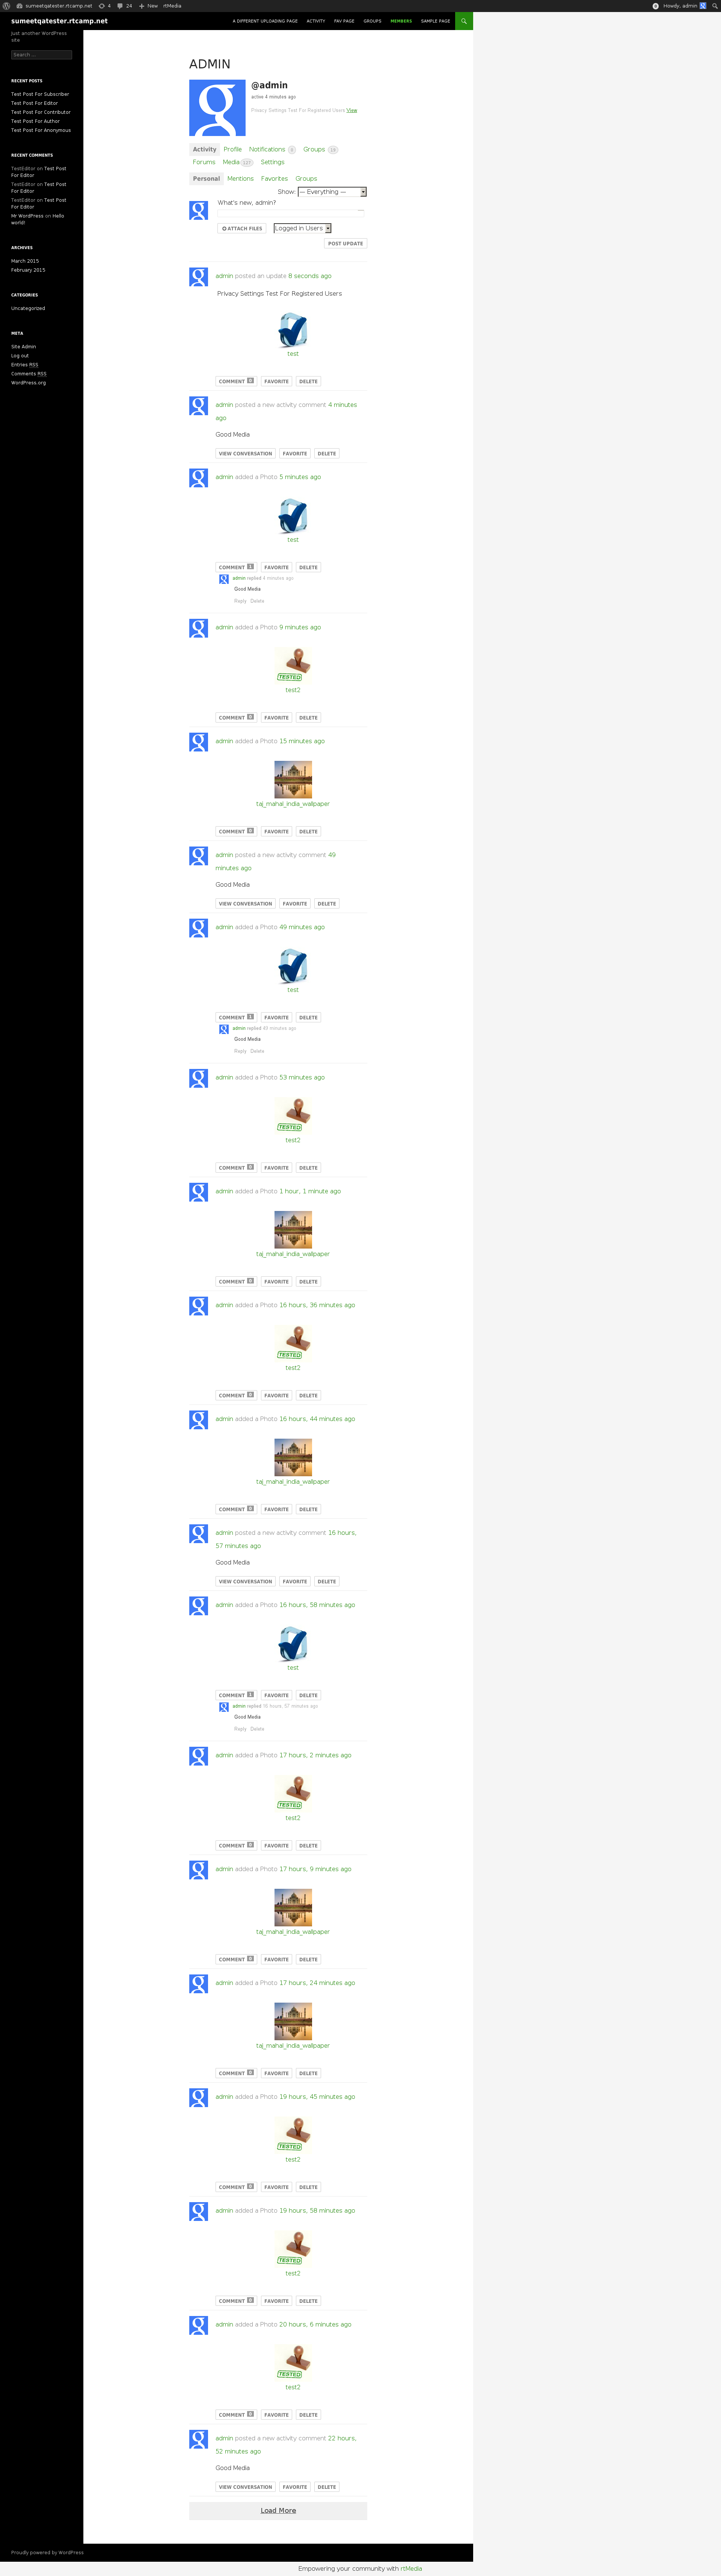 sumeetqatester.rtcamp.net 4 24 New rtMedia
Howdy, admin
sumeetqatester.rtcamp.net
A DIFFERENT UPLOADING PAGE ACTIVITY FAV PAGE GROUPS MEMBERS SAMPLE PAGE
Just another WordPress
site
Search …
RECENT POSTS
Test Post For Subscriber
Test Post For Editor
Test Post For Contributor
Test Post For Author
Test Post For Anonymous
RECENT COMMENTS
TestEditor on Test Post
For Editor
TestEditor on Test Post
For Editor
TestEditor on Test Post
For Editor
Mr WordPress on Hello
world!
ARCHIVES
March 2015
February 2015
CATEGORIES
Uncategorized
META
Site Admin
Log out
Entries RSS
Comments RSS
WordPress.org
ADMIN
@admin
active 4 minutes ago
Privacy Settings Test For Registered Users View
Activity Profile Notifications Groups
Forums Media Settings
Personal Mentions Favorites Groups
Show: — Everything —
What's new, admin?
ATTACH FILES Logged in Users
POST UPDATE
admin posted an update 8 seconds ago
Privacy Settings Test For Registered Users
test
COMMENT 0 FAVORITE DELETE
admin posted a new activity comment 4 minutes
ago
Good Media
VIEW CONVERSATION FAVORITE DELETE
admin added a Photo 5 minutes ago
test
COMMENT 1 FAVORITE DELETE
admin replied 4 minutes ago
Good Media
Reply Delete
admin added a Photo 9 minutes ago
TESTED
test2
COMMENT 0 FAVORITE DELETE
admin added a Photo 15 minutes ago
taj_mahal_india_wallpaper
COMMENT 0 FAVORITE DELETE
admin posted a new activity comment 49
minutes ago
Good Media
VIEW CONVERSATION FAVORITE DELETE
admin added a Photo 49 minutes ago
test
COMMENT 1 FAVORITE DELETE
admin replied 49 minutes ago
Good Media
Reply Delete
admin added a Photo 53 minutes ago
TESTED
test2
COMMENT 0 FAVORITE DELETE
admin added a Photo 1 hour, 1 minute ago
taj_mahal_india_wallpaper
COMMENT 0 FAVORITE DELETE
admin added a Photo 16 hours, 36 minutes ago
TESTED
test2
COMMENT 0 FAVORITE DELETE
admin added a Photo 16 hours, 44 minutes ago
taj_mahal_india_wallpaper
COMMENT 0 FAVORITE DELETE
admin posted a new activity comment 16 hours,
57 minutes ago
Good Media
VIEW CONVERSATION FAVORITE DELETE
admin added a Photo 16 hours, 58 minutes ago
test
COMMENT 1 FAVORITE DELETE
admin replied 16 hours, 57 minutes ago
Good Media
Reply Delete
admin added a Photo 17 hours, 2 minutes ago
TESTED
test2
COMMENT 0 FAVORITE DELETE
admin added a Photo 17 hours, 9 minutes ago
taj_mahal_india_wallpaper
COMMENT 0 FAVORITE DELETE
admin added a Photo 17 hours, 24 minutes ago
taj_mahal_india_wallpaper
COMMENT 0 FAVORITE DELETE
admin added a Photo 19 hours, 45 minutes ago
TESTED
test2
COMMENT 0 FAVORITE DELETE
admin added a Photo 19 hours, 58 minutes ago
TESTED
test2
COMMENT 0 FAVORITE DELETE
admin added a Photo 20 hours, 6 minutes ago
TESTED
test2
COMMENT 0 FAVORITE DELETE
admin posted a new activity comment 22 hours,
52 minutes ago
Good Media
VIEW CONVERSATION FAVORITE DELETE
Load More
Proudly powered by WordPress
Empowering your community with rtMedia